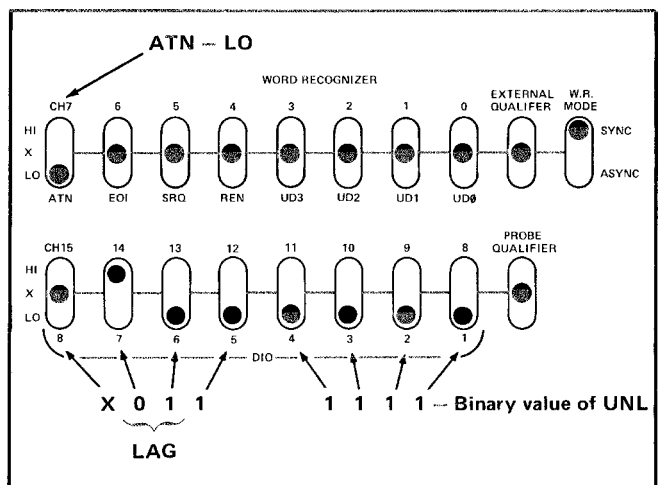 ATN – LO
WORD RECOGNIZER
CH7 6 5 4 3 2 1 0 EXTERNAL QUALIFER W.R. MODE
HI SYNC
X
LO ASYNC
ATN EOI SRQ REN UD3 UD2 UD1 UDØ
CH15 14 13 12 11 10 9 8 PROBE QUALIFIER
HI
X
LO
8 7 6 5 4 3 2 1
DIO
X 0 1 1 1 1 1 1 – Binary value of UNL
LAG